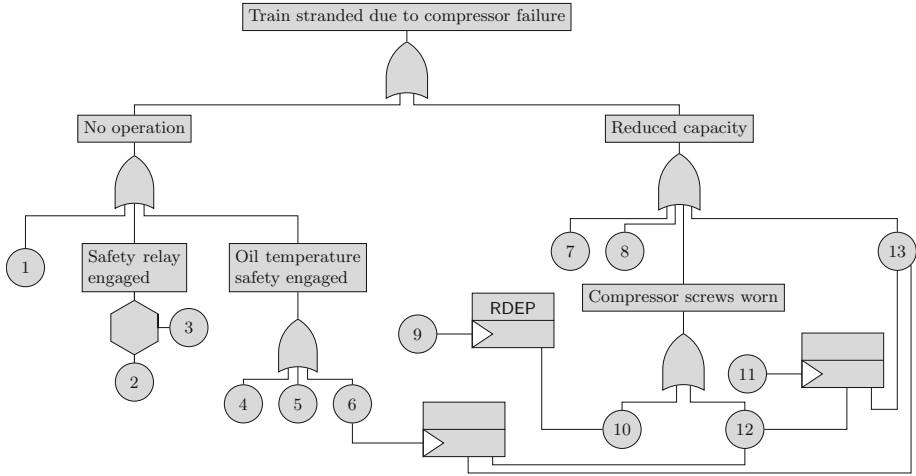 Train stranded due to compressor failure
No operation
Reduced capacity
1
Safety relay
engaged
Oil temperature
safety engaged
7
8
13
Compressor screws worn
RDEP
3
9
2
11
4
5
6
10
12